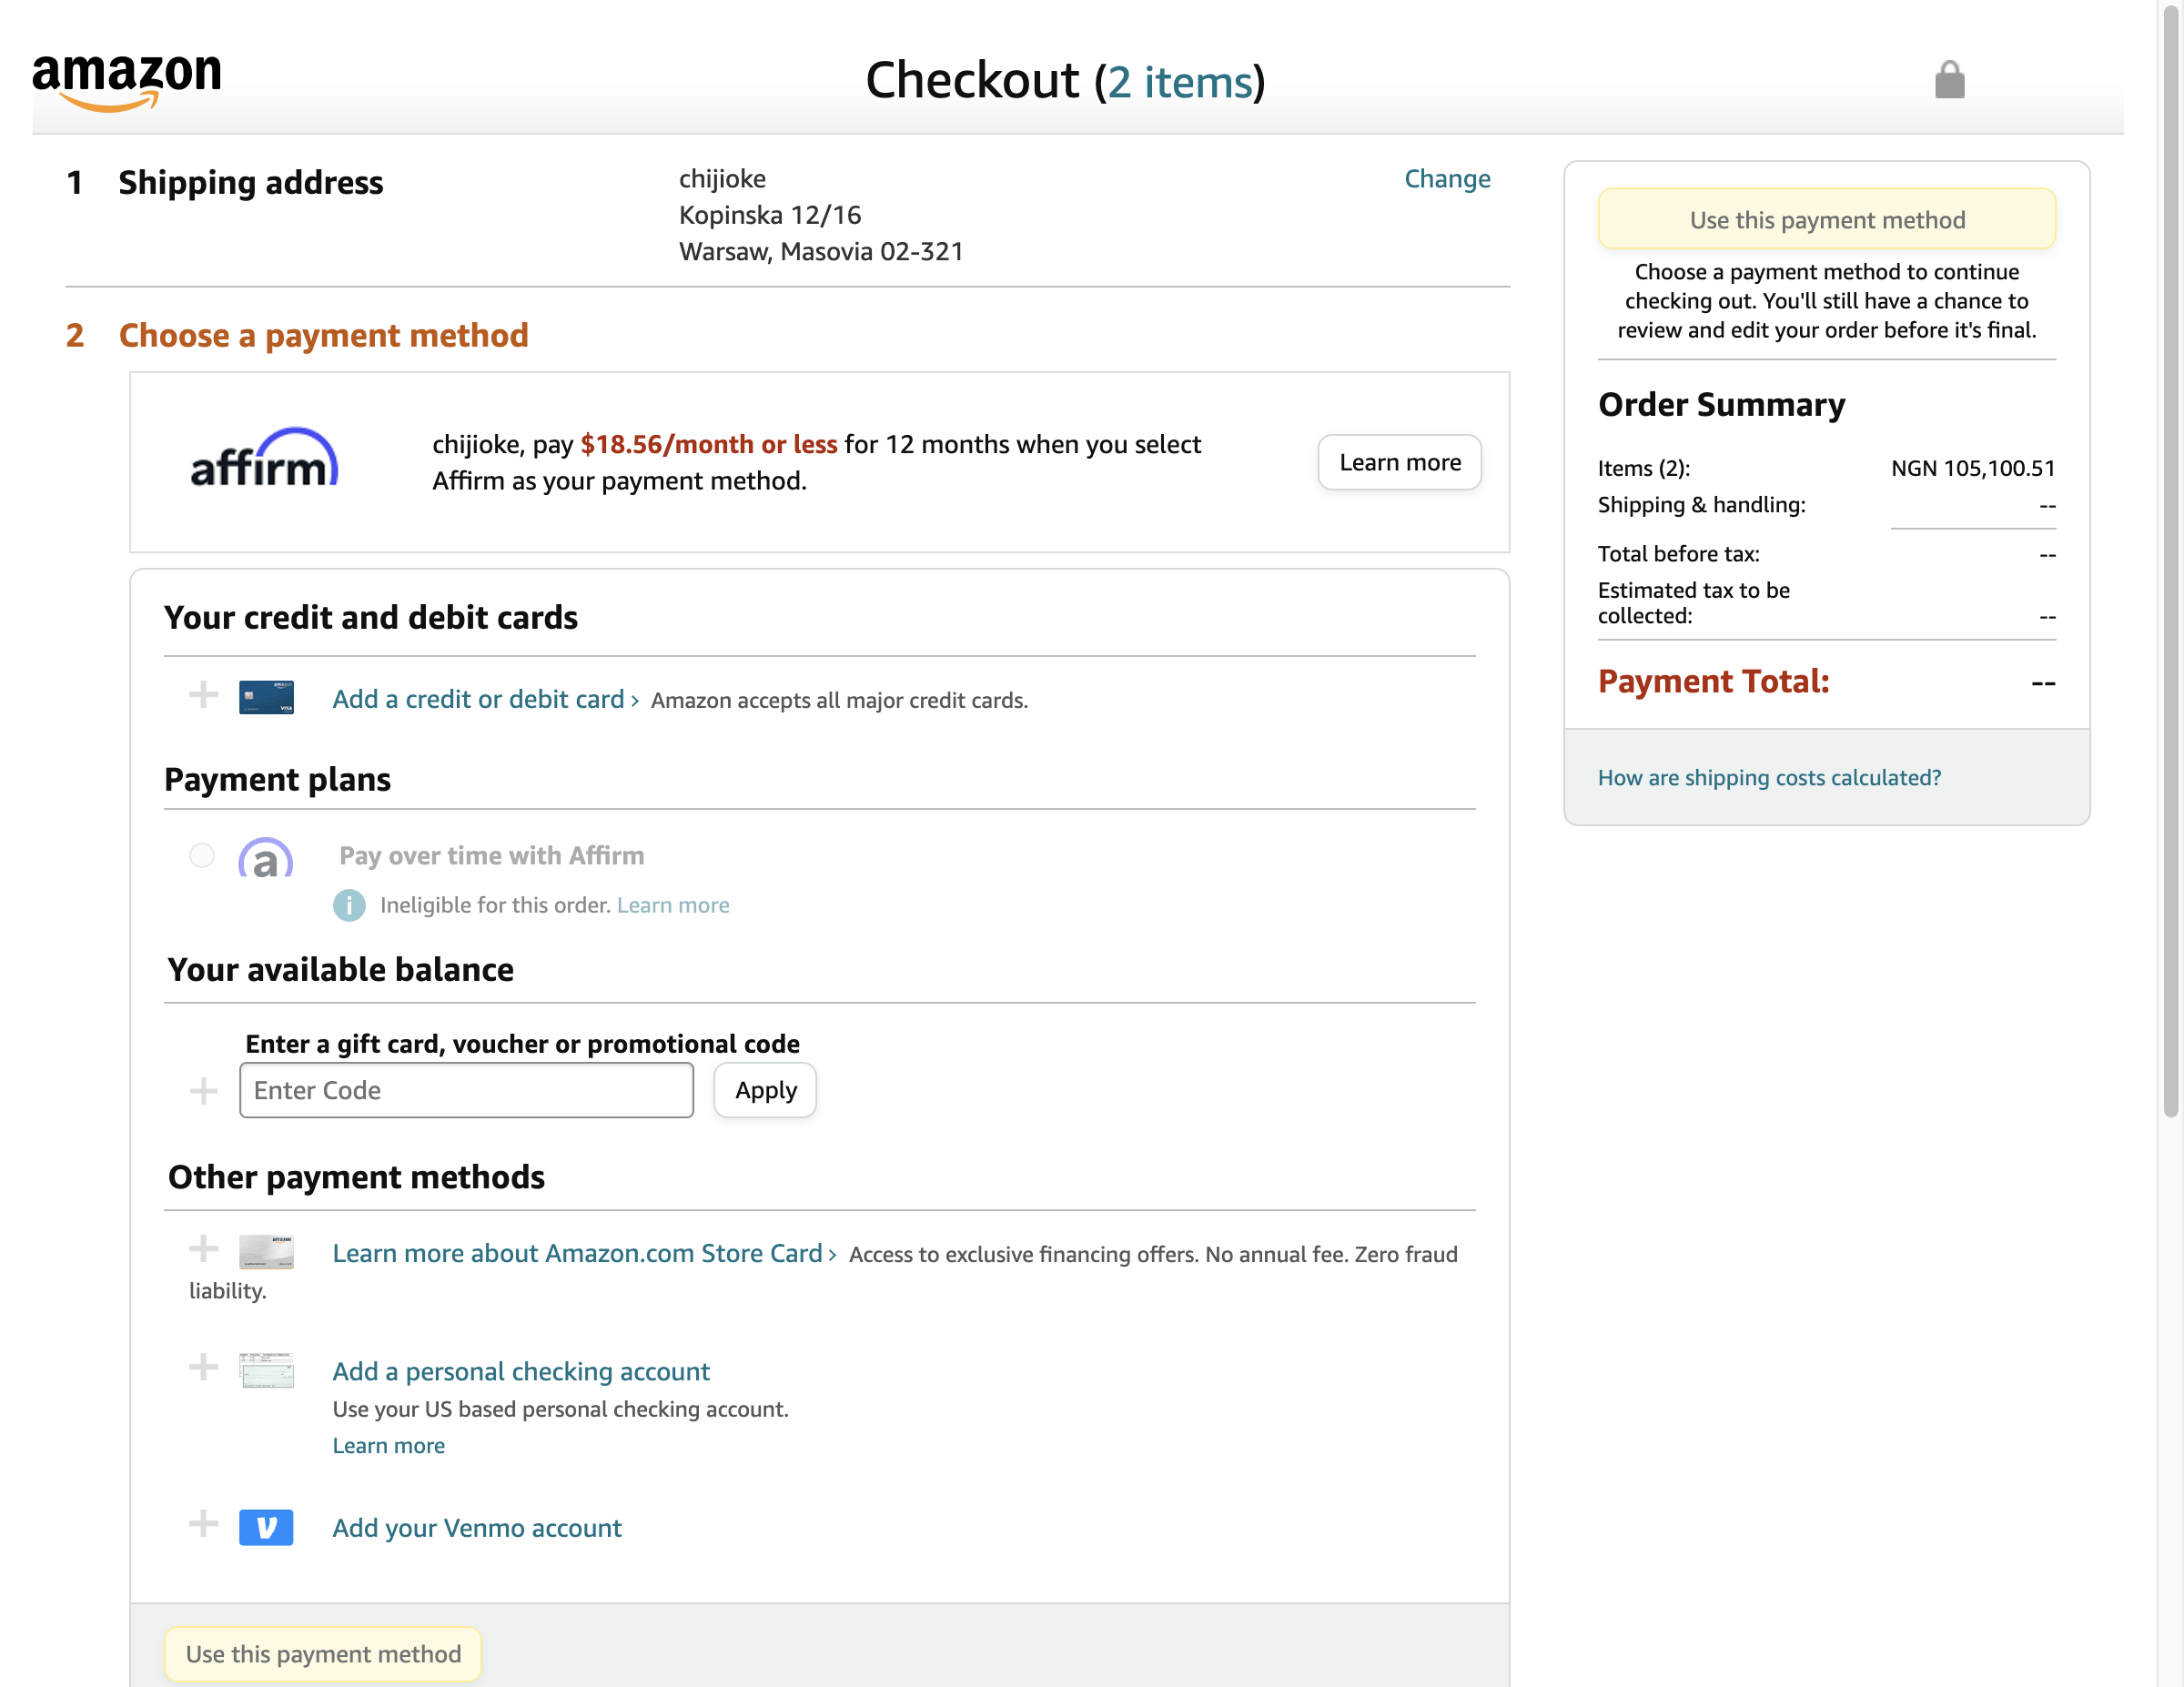 amazon
Checkout (2 items)
1 Shipping address
chijioke
Kopinska 12/16
Warsaw, Masovia 02-321
Change
2 Choose a payment method
affirm
chijioke, pay $18.56/month or less for 12 months when you select
Affirm as your payment method.
Learn more
Your credit and debit cards
Add a credit or debit card › Amazon accepts all major credit cards.
Payment plans
a
Pay over time with Affirm
i Ineligible for this order. Learn more
Your available balance
Enter a gift card, voucher or promotional code
Enter Code
Apply
Other payment methods
Learn more about Amazon.com Store Card › Access to exclusive financing offers. No annual fee. Zero fraud
liability.
Add a personal checking account
Use your US based personal checking account.
Learn more
Add your Venmo account
Use this payment method
Use this payment method
Choose a payment method to continue
checking out. You'll still have a chance to
review and edit your order before it's final.
Order Summary
Items (2): NGN 105,100.51
Shipping & handling: --
Total before tax: --
Estimated tax to be
collected: --
Payment Total: --
How are shipping costs calculated?